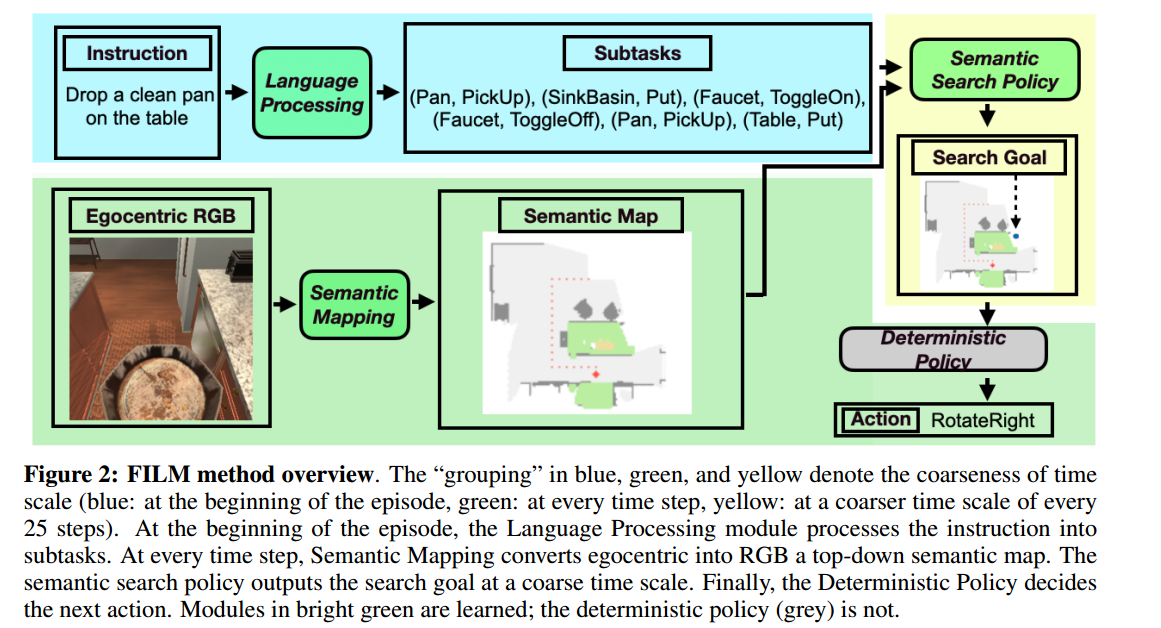 Instruction
Drop a clean pan
on the table
Language
Processing
Subtasks
(Pan, PickUp), (SinkBasin, Put), (Faucet, ToggleOn),
(Faucet, ToggleOff), (Pan, PickUp), (Table, Put)
Semantic
Search Policy
Search Goal
Egocentric RGB
Semantic
Mapping
Semantic Map
Deterministic
Policy
Action RotateRight
Figure 2: FILM method overview. The “grouping” in blue, green, and yellow denote the coarseness of time
scale (blue: at the beginning of the episode, green: at every time step, yellow: at a coarser time scale of every
25 steps). At the beginning of the episode, the Language Processing module processes the instruction into
subtasks. At every time step, Semantic Mapping converts egocentric into RGB a top-down semantic map. The
semantic search policy outputs the search goal at a coarse time scale. Finally, the Deterministic Policy decides
the next action. Modules in bright green are learned; the deterministic policy (grey) is not.